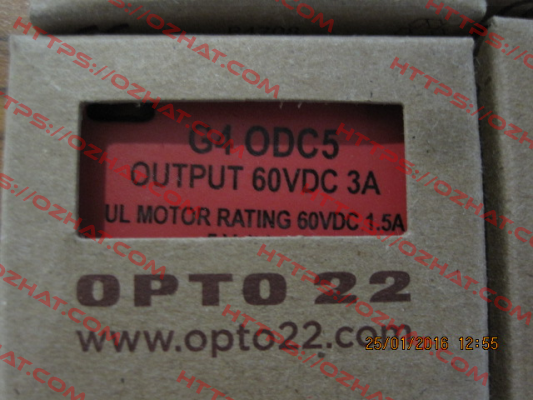 G4 ODC5
OUTPUT 60VDC 3A
UL MOTOR RATING 60VDC 1.5A
OPTO 22
www.opto22.com
25/01/2016 12:55
HTTPS://OZHAT.COM